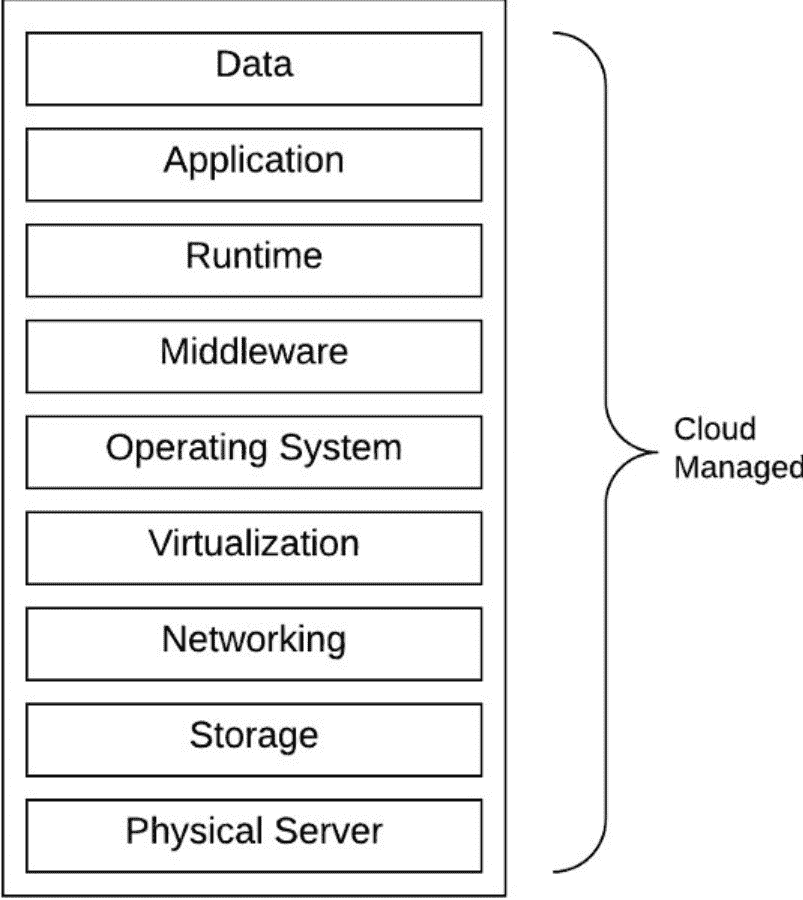 Data
Application
Runtime
Middleware
Operating System
Virtualization
Networking
Storage
Physical Server
Cloud
Managed